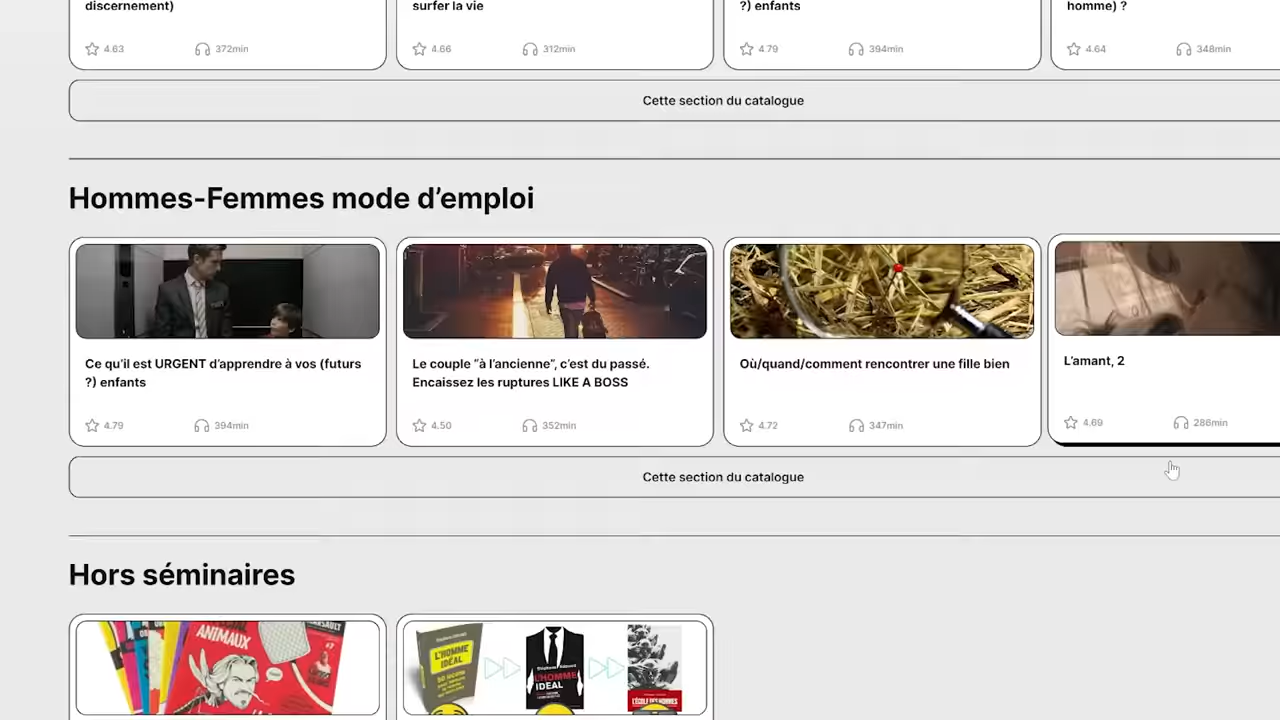 discernement)
surfer la vie
?) enfants
homme) ?
4.63
372min
4.66
312min
4.79
394min
4.64
348min
Cette section du catalogue
Hommes-Femmes mode d’emploi
Ce qu’il est URGENT d’apprendre à vos (futurs
?) enfants
4.79
394min
Le couple “à l’ancienne”, c’est du passé.
Encaissez les ruptures LIKE A BOSS
4.50
352min
Où/quand/comment rencontrer une fille bien
4.72
347min
L’amant, 2
4.69
286min
Cette section du catalogue
Hors séminaires
ANIMAUX
#7
L'HOMME
IDÉAL
L'HOMME
IDEAL
L'ÉCOLE DES HOMMES